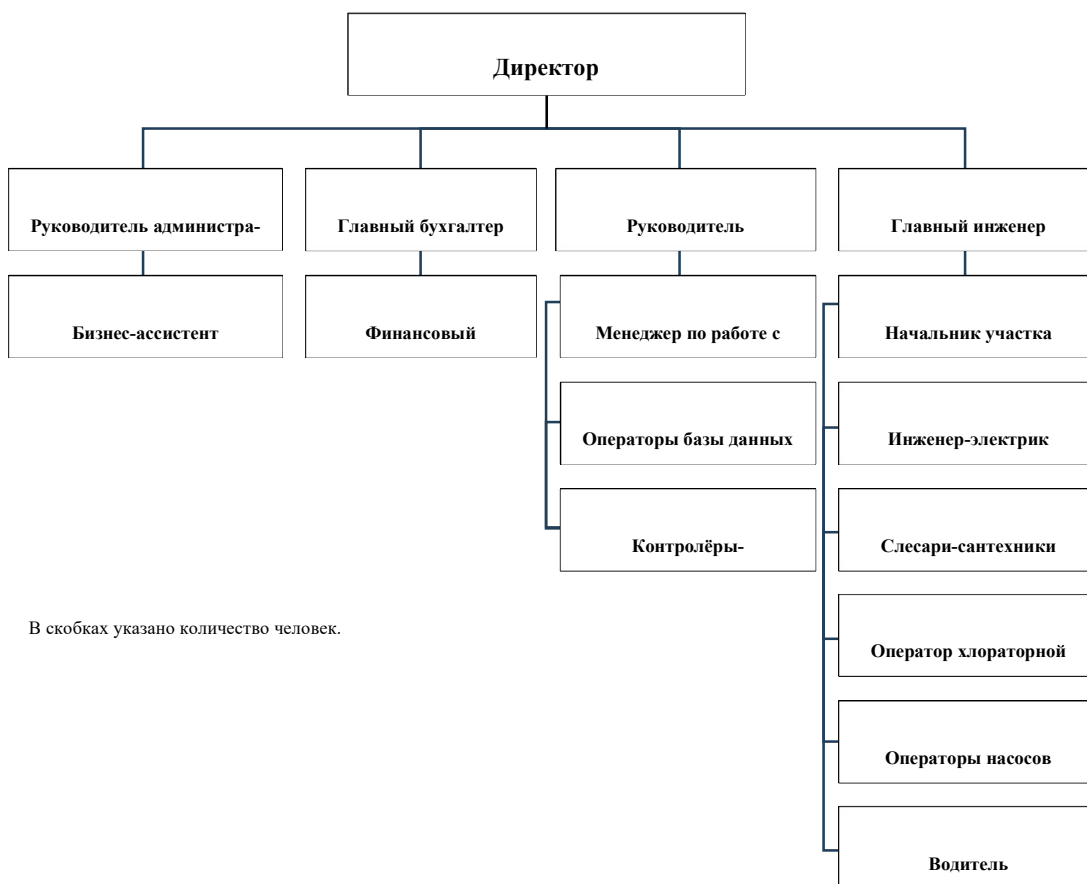 Директор
Руководитель администра-
Главный бухгалтер
Руководитель
Главный инженер
Бизнес-ассистент
Финансовый
Менеджер по работе с
Начальник участка
Операторы базы данных
Инженер-электрик
Контролёры-
Слесари-сантехники
В скобках указано количество человек.
Оператор хлораторной
Операторы насосов
Водитель